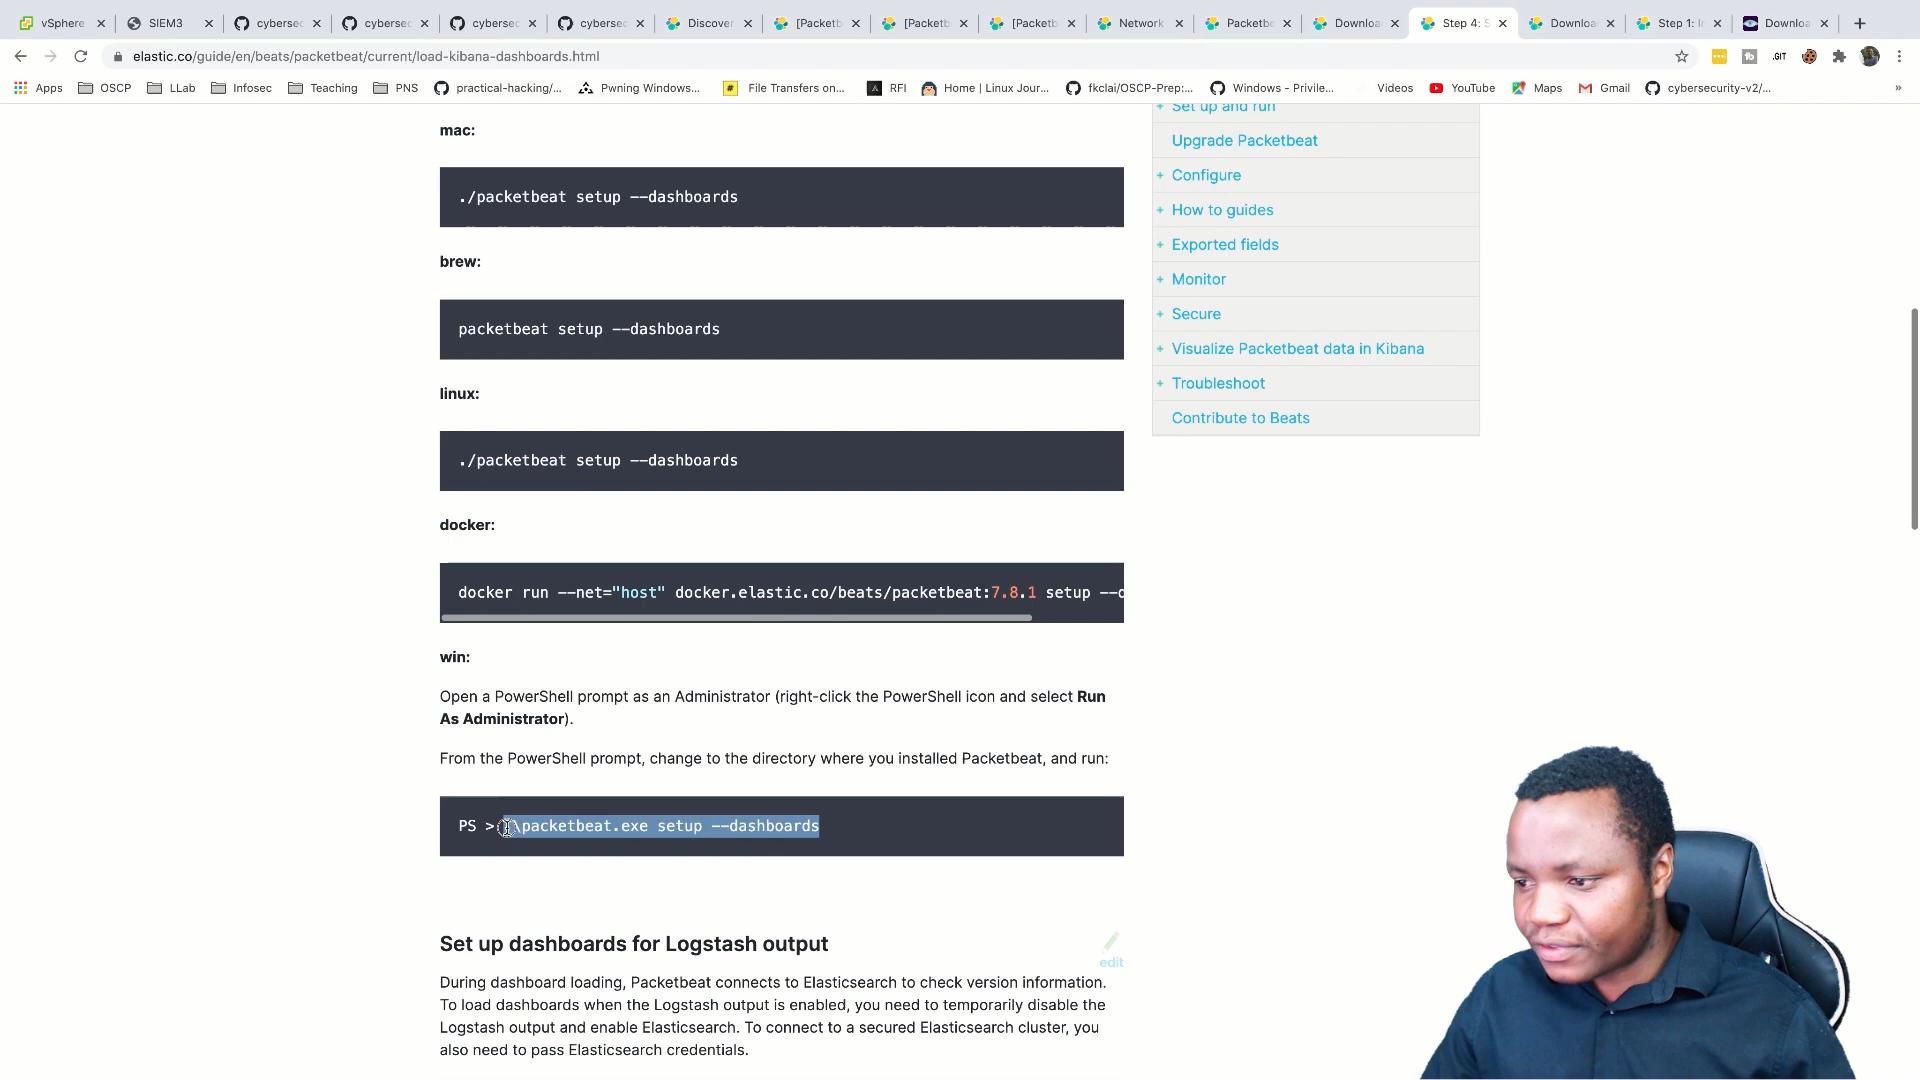 vSphere
SIEM3
cybersec
cybersec
cybersec
cybersec
Discover
[Packetb
[Packetb
[Packetb
Network
Packetbe
Downloa
Step 4: S
Downloa
Step 1: In
Downloa
elastic.co/guide/en/beats/packetbeat/current/load-kibana-dashboards.html
Apps
OSCP
LLab
Infosec
Teaching
PNS
practical-hacking/...
Pwning Windows...
File Transfers on...
RFI
Home | Linux Jour...
fkclai/OSCP-Prep:...
Windows - Privile...
Videos
YouTube
Maps
Gmail
cybersecurity-v2/...
»
mac:
./packetbeat setup --dashboards
brew:
packetbeat setup --dashboards
linux:
./packetbeat setup --dashboards
docker:
docker run --net="host" docker.elastic.co/beats/packetbeat:7.8.1 setup --d
win:
Open a PowerShell prompt as an Administrator (right-click the PowerShell icon and select Run
As Administrator).
From the PowerShell prompt, change to the directory where you installed Packetbeat, and run:
PS > .\packetbeat.exe setup --dashboards
Set up dashboards for Logstash output
edit
During dashboard loading, Packetbeat connects to Elasticsearch to check version information.
To load dashboards when the Logstash output is enabled, you need to temporarily disable the
Logstash output and enable Elasticsearch. To connect to a secured Elasticsearch cluster, you
also need to pass Elasticsearch credentials.
+ Set up and run
Upgrade Packetbeat
+ Configure
+ How to guides
+ Exported fields
+ Monitor
+ Secure
+ Visualize Packetbeat data in Kibana
+ Troubleshoot
Contribute to Beats